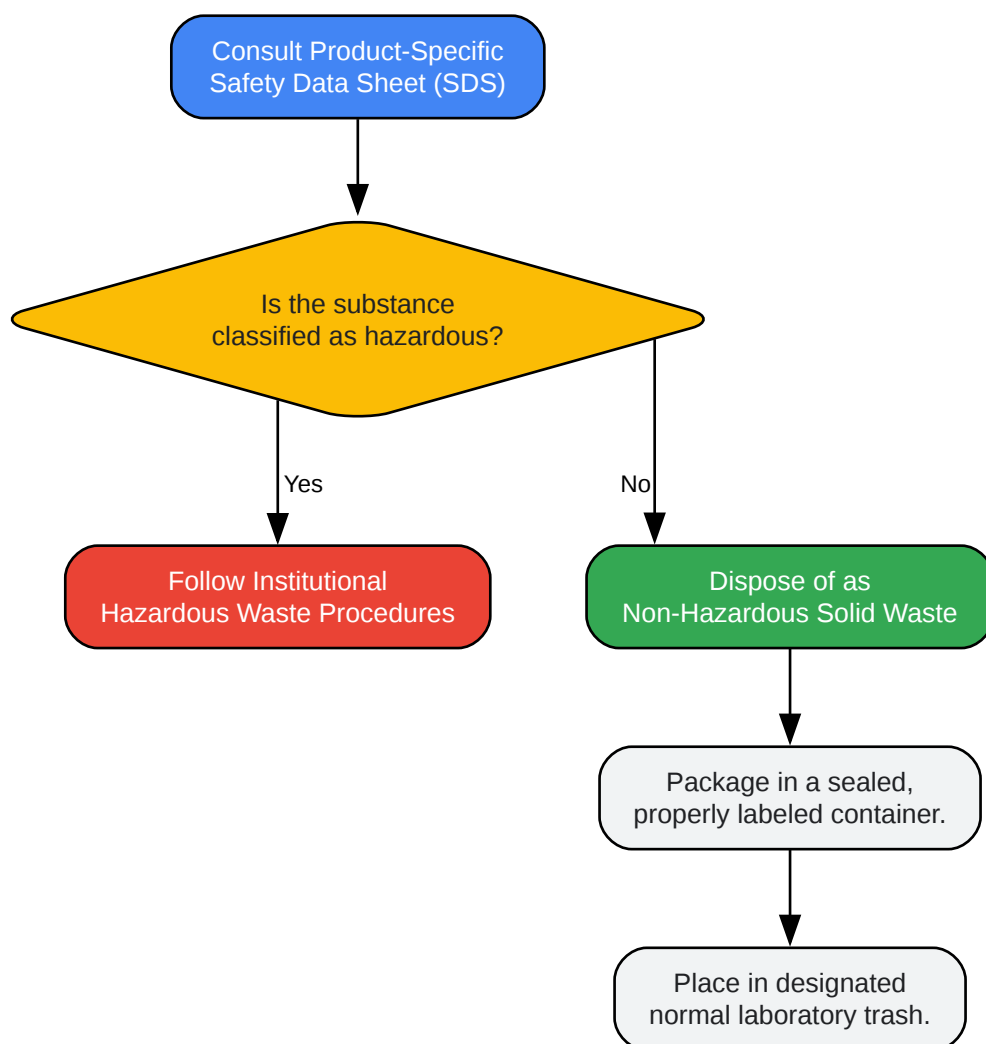 Consult Product-Specific
Safety Data Sheet (SDS)
Is the substance
classified as hazardous?
Yes
No
Follow Institutional
Hazardous Waste Procedures
Dispose of as
Non-Hazardous Solid Waste
Package in a sealed,
properly labeled container.
Place in designated
normal laboratory trash.